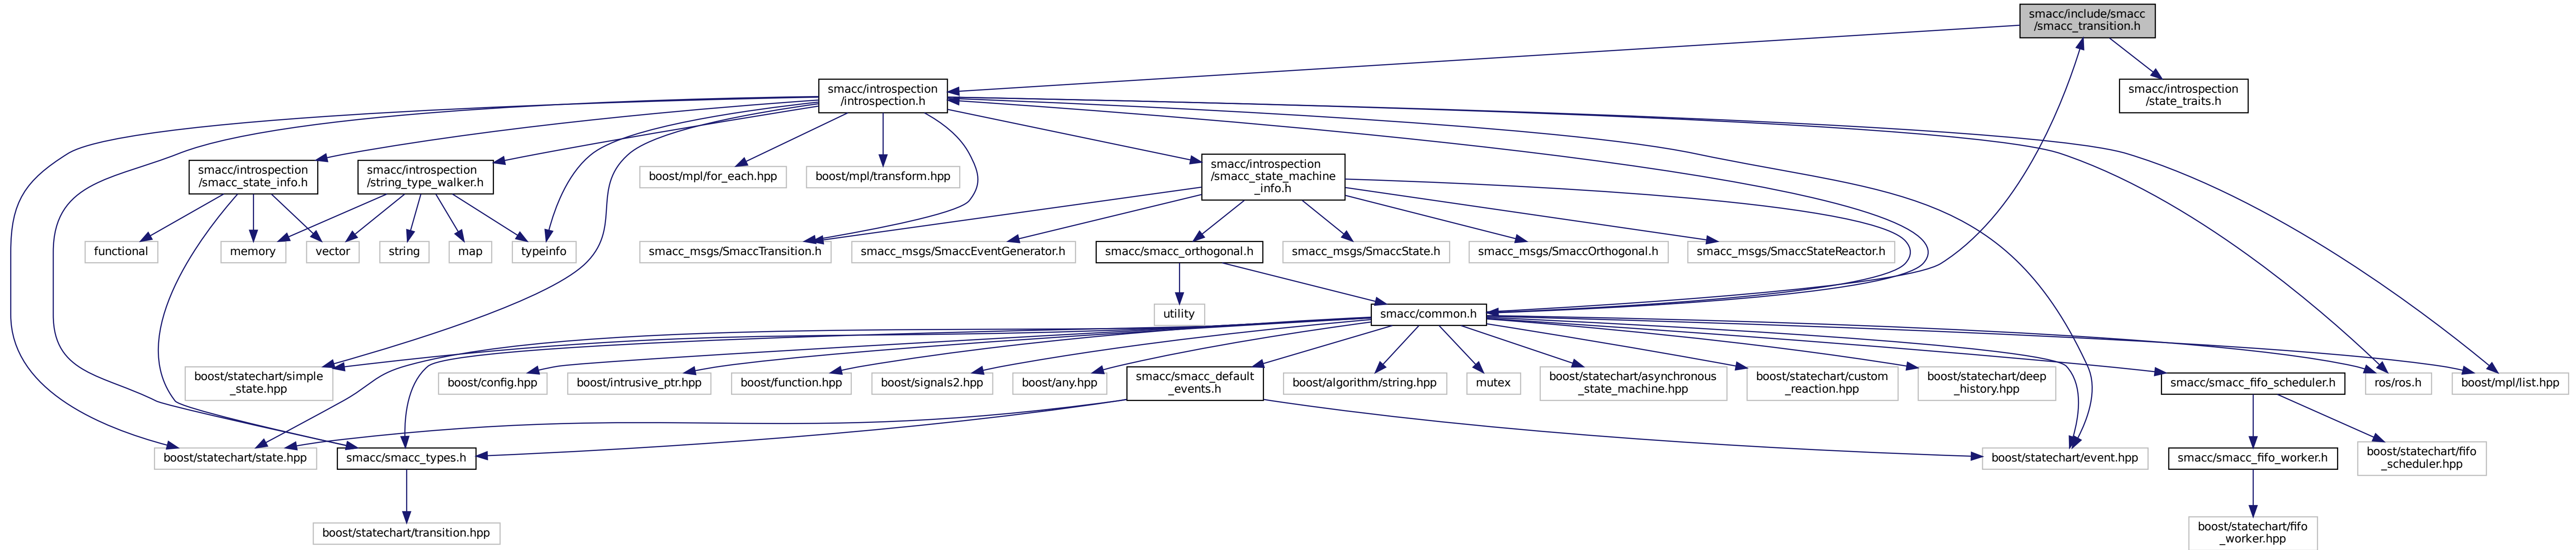 smacc/include/smacc
/smacc_transition.h
smacc/introspection
/introspection.h
smacc/introspection
/state_traits.h
smacc/introspection
/smacc_state_info.h
smacc/introspection
/string_type_walker.h
boost/mpl/for_each.hpp
boost/mpl/transform.hpp
smacc/introspection
/smacc_state_machine
_info.h
functional
memory
vector
string
map
typeinfo
smacc_msgs/SmaccTransition.h
smacc_msgs/SmaccEventGenerator.h
smacc/smacc_orthogonal.h
smacc_msgs/SmaccState.h
smacc_msgs/SmaccOrthogonal.h
smacc_msgs/SmaccStateReactor.h
utility
smacc/common.h
boost/statechart/simple
_state.hpp
boost/config.hpp
boost/intrusive_ptr.hpp
boost/function.hpp
boost/signals2.hpp
boost/any.hpp
smacc/smacc_default
_events.h
boost/algorithm/string.hpp
mutex
boost/statechart/asynchronous
_state_machine.hpp
boost/statechart/custom
_reaction.hpp
boost/statechart/deep
_history.hpp
smacc/smacc_fifo_scheduler.h
ros/ros.h
boost/mpl/list.hpp
boost/statechart/state.hpp
smacc/smacc_types.h
boost/statechart/event.hpp
smacc/smacc_fifo_worker.h
boost/statechart/fifo
_scheduler.hpp
boost/statechart/transition.hpp
boost/statechart/fifo
_worker.hpp